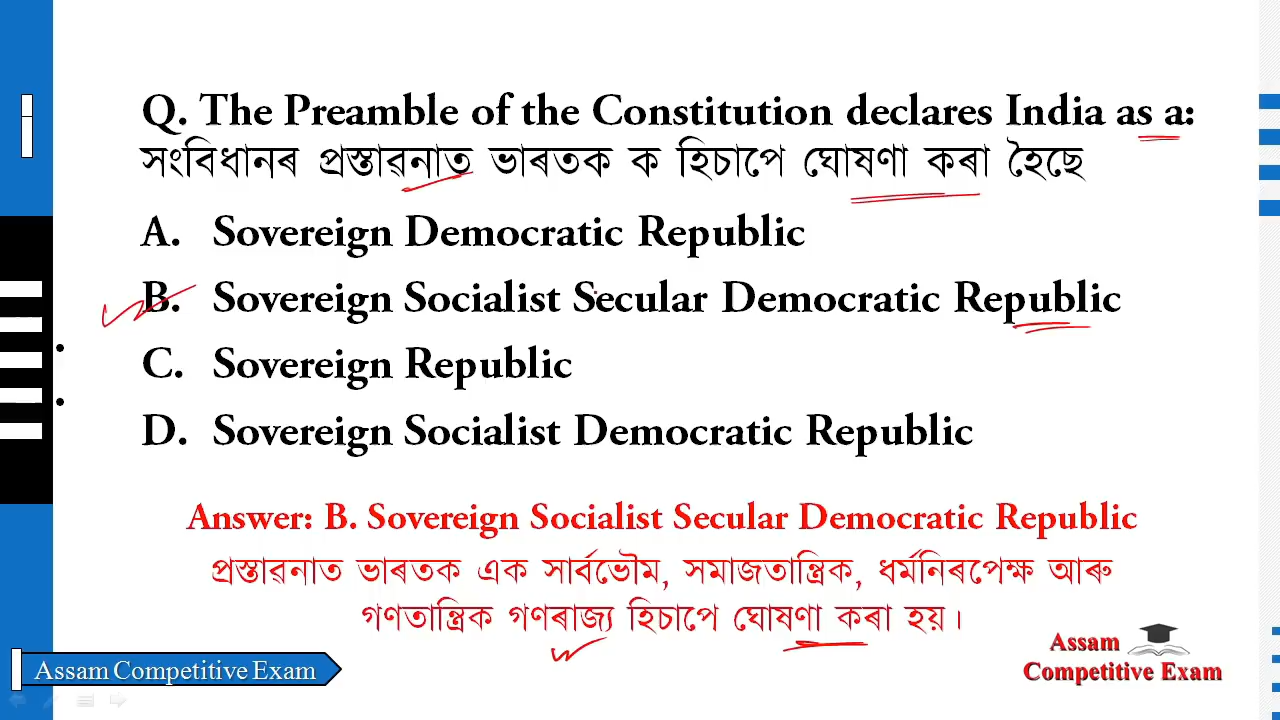 Q. The Preamble of the Constitution declares India as a:
সংবিধানৰ প্ৰস্তাৱনাত ভাৰতক ক হিচাপে ঘোষণা কৰা হৈছে
A. Sovereign Democratic Republic
B. Sovereign Socialist Secular Democratic Republic
C. Sovereign Republic
D. Sovereign Socialist Democratic Republic
Answer: B. Sovereign Socialist Secular Democratic Republic
প্ৰস্তাৱনাত ভাৰতক এক সাৰ্বভৌম, সমাজতান্ত্ৰিক, ধৰ্মনিৰপেক্ষ আৰু
গণতান্ত্ৰিক গণৰাজ্য হিচাপে ঘোষণা কৰা হয়।
Assam Competitive Exam
Assam
Competitive Exam